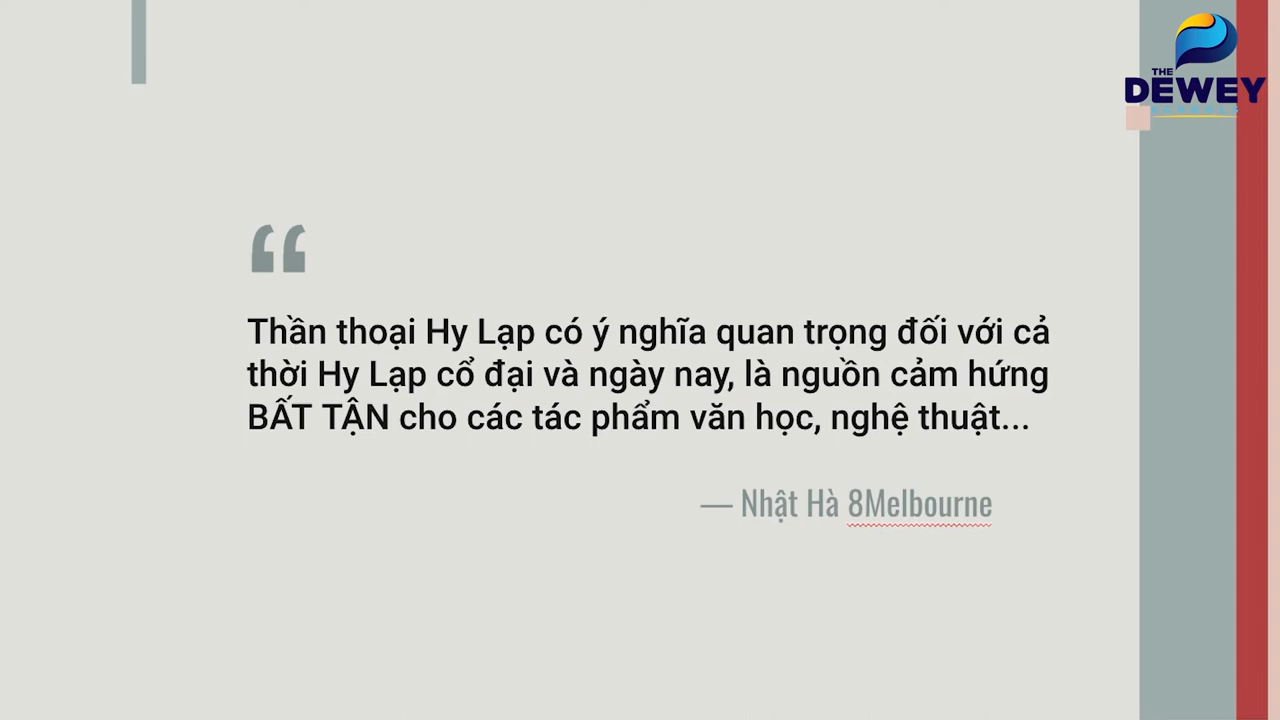 THE
DEWEY
SCHOOLS
“
Thần thoại Hy Lạp có ý nghĩa quan trọng đối với cả
thời Hy Lạp cổ đại và ngày nay, là nguồn cảm hứng
BẤT TẬN cho các tác phẩm văn học, nghệ thuật...
— Nhật Hà 8Melbourne